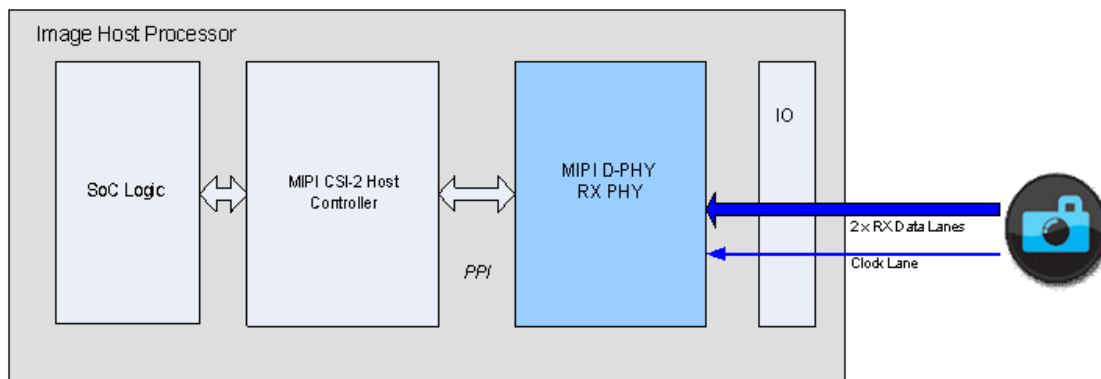 Image Host Processor
SoC Logic
MIPI CSI-2 Host
Controller
PPI
MIPI D-PHY
RX PHY
IO
2 x RX Data Lanes
Clock Lane